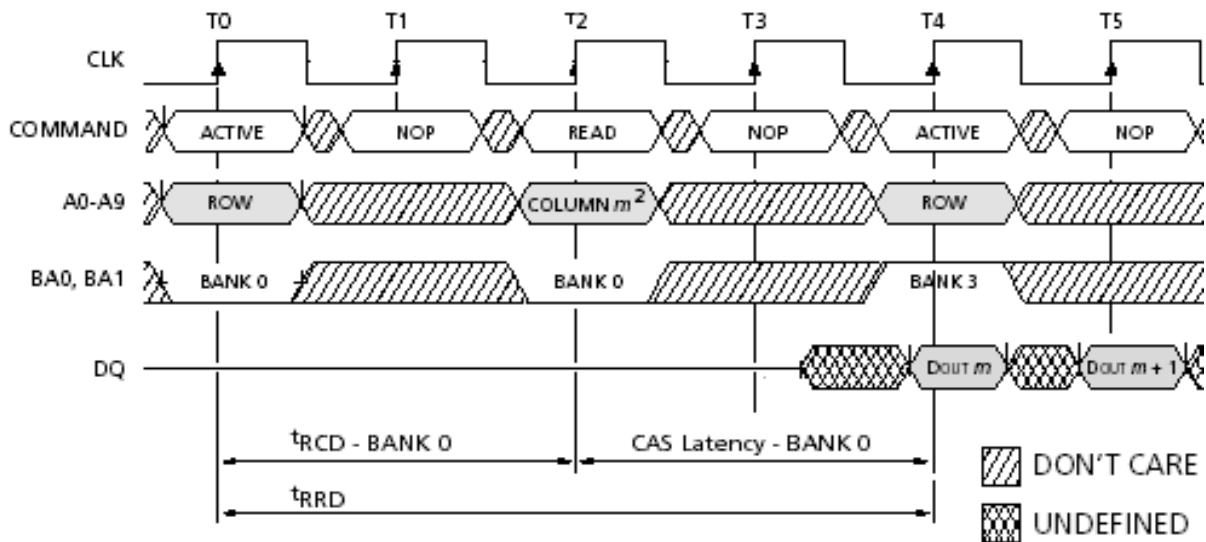 T0 T1 T2 T3 T4 T5
CLK
COMMAND ACTIVE NOP READ NOP ACTIVE NOP
A0-A9 ROW COLUMN m² ROW
BA0, BA1 BANK 0 BANK 0 BANK 3
DQ DOUT m DOUT m + 1
tRCD - BANK 0 CAS Latency - BANK 0
DON'T CARE
tRRD
UNDEFINED